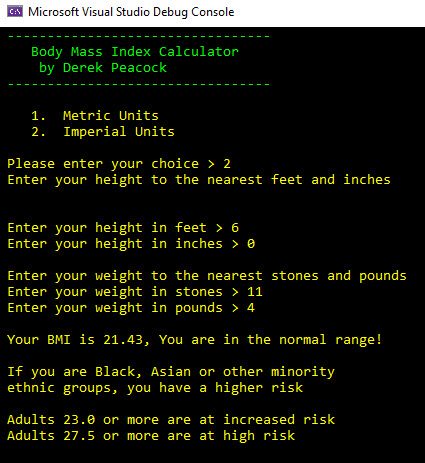 Microsoft Visual Studio Debug Console
---------------------------------
Body Mass Index Calculator
by Derek Peacock
---------------------------------
1. Metric Units
2. Imperial Units
Please enter your choice > 2
Enter your height to the nearest feet and inches
Enter your height in feet > 6
Enter your height in inches > 0
Enter your weight to the nearest stones and pounds
Enter your weight in stones > 11
Enter your weight in pounds > 4
Your BMI is 21.43, You are in the normal range!
If you are Black, Asian or other minority
ethnic groups, you have a higher risk
Adults 23.0 or more are at increased risk
Adults 27.5 or more are at high risk